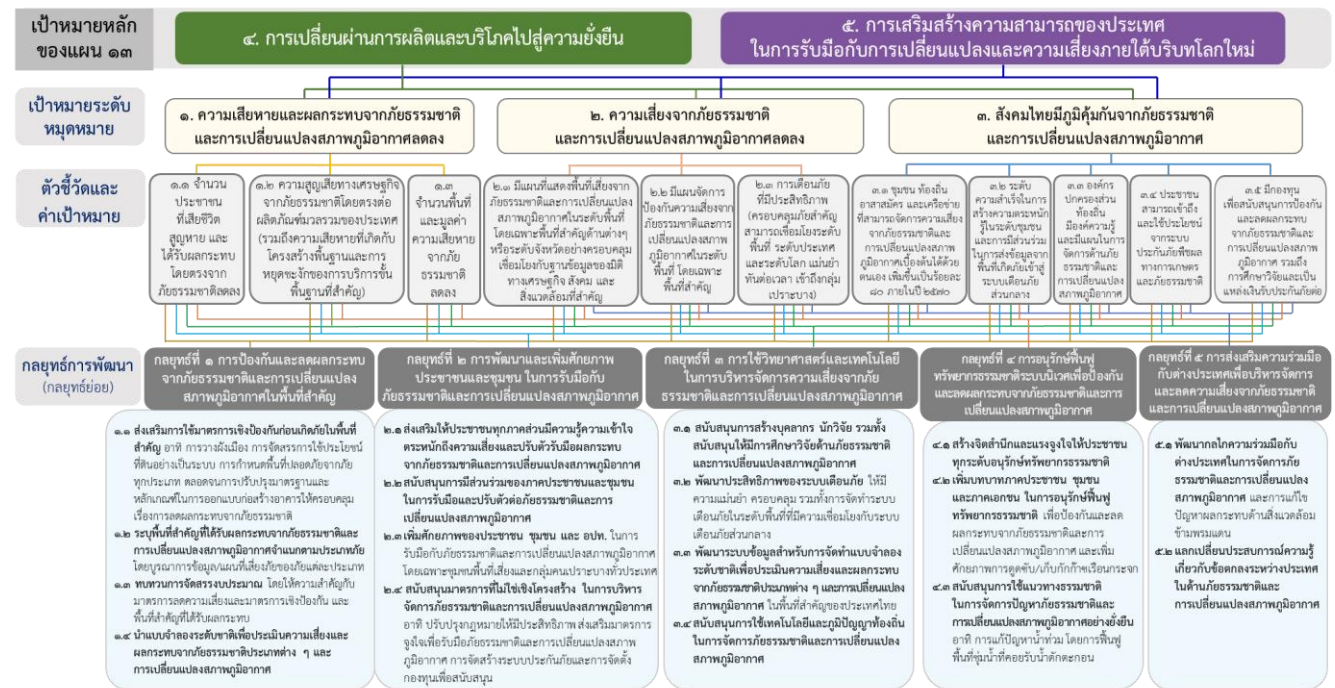 เป้าหมายหลัก
ของแผน ๑๓
๔. การเปลี่ยนผ่านการผลิตและบริโภคไปสู่ความยั่งยืน
๕. การเสริมสร้างความสามารถของประเทศ
ในการรับมือกับการเปลี่ยนแปลงและความเสี่ยงภายใต้บริบทโลกใหม่
เป้าหมายระดับ
หมุดหมาย
๑. ความเสียหายและผลกระทบจากภัยธรรมชาติ
และการเปลี่ยนแปลงสภาพภูมิอากาศลดลง
๒. ความเสี่ยงจากภัยธรรมชาติ
และการเปลี่ยนแปลงสภาพภูมิอากาศลดลง
๓. สังคมไทยมีภูมิคุ้มกันจากภัยธรรมชาติ
และการเปลี่ยนแปลงสภาพภูมิอากาศ
ตัวชี้วัดและ
ค่าเป้าหมาย
๑.๑ จำนวน
ประชาชน
ที่เสียชีวิต
สูญหาย และ
ได้รับผลกระทบ
โดยตรงจาก
ภัยธรรมชาติลดลง
๑.๒ ความสูญเสียทางเศรษฐกิจ
จากภัยธรรมชาติโดยตรงต่อ
ผลิตภัณฑ์มวลรวมของประเทศ
(รวมถึงความเสียหายที่เกิดกับ
โครงสร้างพื้นฐานและการ
หยุดชะงักของการบริการขั้น
พื้นฐานที่สำคัญ)
๑.๓
จำนวนพื้นที่
และมูลค่า
ความเสียหาย
จากภัย
ธรรมชาติ
ลดลง
๒.๑ มีแผนที่แสดงพื้นที่เสี่ยงจาก
ภัยธรรมชาติและการเปลี่ยนแปลง
สภาพภูมิอากาศในระดับพื้นที่
โดยเฉพาะพื้นที่สำคัญด้านต่างๆ
หรือระดับจังหวัดอย่างครอบคลุม
เชื่อมโยงกับฐานข้อมูลของมิติ
ทางเศรษฐกิจ สังคม และ
สิ่งแวดล้อมที่สำคัญ
๒.๒ มีแผนจัดการ
ป้องกันความเสี่ยงจาก
ภัยธรรมชาติและการ
เปลี่ยนแปลงสภาพ
ภูมิอากาศในระดับ
พื้นที่ โดยเฉพาะ
พื้นที่สำคัญ
๒.๓ การเตือนภัย
ที่มีประสิทธิภาพ
(ครอบคลุมภัยสำคัญ
สามารถเชื่อมโยงระดับ
พื้นที่ ระดับประเทศ
และระดับโลก แม่นยำ
ทันต่อเวลา เข้าถึงกลุ่ม
เปราะบาง)
๓.๑ ชุมชน ท้องถิ่น
อาสาสมัคร และเครือข่าย
ที่สามารถจัดการความเสี่ยง
จากภัยธรรมชาติและ
การเปลี่ยนแปลงสภาพ
ภูมิอากาศเบื้องต้นได้ด้วย
ตนเอง เพิ่มขึ้นเป็นร้อยละ
๘๐ ภายในปี ๒๕๗๐
๓.๒ ระดับ
ความสำเร็จในการ
สร้างความตระหนัก
รู้ในระดับชุมชน
และการมีส่วนร่วม
ในการส่งข้อมูลจาก
พื้นที่เกิดภัยเข้าสู่
ระบบเตือนภัย
ส่วนกลาง
๓.๓ องค์กร
ปกครองส่วน
ท้องถิ่น
มีองค์ความรู้
และมีแผนในการ
จัดการด้านภัย
ธรรมชาติและ
การเปลี่ยนแปลง
สภาพภูมิอากาศ
๓.๔ ประชาชน
สามารถเข้าถึง
และใช้ประโยชน์
จากระบบ
ประกันภัยพืชผล
ทางการเกษตร
และภัยธรรมชาติ
๓.๕ มีกองทุน
เพื่อสนับสนุนการป้องกัน
และลดผลกระทบ
จากภัยธรรมชาติและ
การเปลี่ยนแปลงสภาพ
ภูมิอากาศ รวมถึง
การศึกษาวิจัยและเป็น
แหล่งเงินรับประกันภัยต่อ
กลยุทธ์การพัฒนา
(กลยุทธ์ย่อย)
กลยุทธ์ที่ ๑ การป้องกันและลดผลกระทบ
จากภัยธรรมชาติและการเปลี่ยนแปลง
สภาพภูมิอากาศในพื้นที่สำคัญ
กลยุทธ์ที่ ๒ การพัฒนาและเพิ่มศักยภาพ
ประชาชนและชุมชน ในการรับมือกับ
ภัยธรรมชาติและการเปลี่ยนแปลงสภาพภูมิอากาศ
กลยุทธ์ที่ ๓ การใช้วิทยาศาสตร์และเทคโนโลยี
ในการบริหารจัดการความเสี่ยงจากภัย
ธรรมชาติและการเปลี่ยนแปลงสภาพภูมิอากาศ
กลยุทธ์ที่ ๔ การอนุรักษ์ฟื้นฟู
ทรัพยากรธรรมชาติระบบนิเวศเพื่อป้องกัน
และลดผลกระทบจากภัยธรรมชาติและการ
เปลี่ยนแปลงสภาพภูมิอากาศ
กลยุทธ์ที่ ๕ การส่งเสริมความร่วมมือ
กับต่างประเทศเพื่อบริหารจัดการ
และลดความเสี่ยงจากภัยธรรมชาติ
และการเปลี่ยนแปลงสภาพภูมิอากาศ
๑.๑ ส่งเสริมการใช้มาตรการเชิงป้องกันก่อนเกิดภัยในพื้นที่
สำคัญ อาทิ การวางผังเมือง การจัดสรรการใช้ประโยชน์
ที่ดินอย่างเป็นระบบ การกำหนดพื้นที่ปลอดภัยจากภัย
ทุกประเภท ตลอดจนการปรับปรุงมาตรฐานและ
หลักเกณฑ์ในการออกแบบก่อสร้างอาคารให้ครอบคลุม
เรื่องการลดผลกระทบจากภัยธรรมชาติ
๑.๒ ระบุพื้นที่สำคัญที่ได้รับผลกระทบจากภัยธรรมชาติและ
การเปลี่ยนแปลงสภาพภูมิอากาศจำแนกตามประเภทภัย
โดยบูรณาการข้อมูล/แผนที่เสี่ยงภัยของภัยแต่ละประเภท
๑.๓ ทบทวนการจัดสรรงบประมาณ โดยให้ความสำคัญกับ
มาตรการลดความเสี่ยงและมาตรการเชิงป้องกัน และ
พื้นที่สำคัญที่ได้รับผลกระทบ
๑.๔ นำแบบจำลองระดับชาติเพื่อประเมินความเสี่ยงและ
ผลกระทบจากภัยธรรมชาติประเภทต่าง ๆ และ
การเปลี่ยนแปลงสภาพภูมิอากาศ
๒.๑ ส่งเสริมให้ประชาชนทุกภาคส่วนมีความรู้ความเข้าใจ
ตระหนักถึงความเสี่ยงและปรับตัวรับมือผลกระทบ
จากภัยธรรมชาติและการเปลี่ยนแปลงสภาพภูมิอากาศ
๒.๒ สนับสนุนการมีส่วนร่วมของภาคประชาชนและชุมชน
ในการรับมือและปรับตัวต่อภัยธรรมชาติและการ
เปลี่ยนแปลงสภาพภูมิอากาศ
๒.๓ เพิ่มศักยภาพของประชาชน ชุมชน และ อปท. ในการ
รับมือกับภัยธรรมชาติและการเปลี่ยนแปลงสภาพภูมิอากาศ
โดยเฉพาะชุมชนพื้นที่เสี่ยงและกลุ่มคนเปราะบางทั่วประเทศ
๒.๔ สนับสนุนมาตรการที่ไม่ใช่เชิงโครงสร้าง ในการบริหาร
จัดการภัยธรรมชาติและการเปลี่ยนแปลงสภาพภูมิอากาศ
อาทิ ปรับปรุงกฎหมายให้มีประสิทธิภาพ ส่งเสริมมาตรการ
จูงใจเพื่อรับมือภัยธรรมชาติและการเปลี่ยนแปลงสภาพ
ภูมิอากาศ การจัดสร้างระบบประกันภัยและการจัดตั้ง
กองทุนเพื่อสนับสนุน
๓.๑ สนับสนุนการสร้างบุคลากร นักวิจัย รวมทั้ง
สนับสนุนให้มีการศึกษาวิจัยด้านภัยธรรมชาติ
และการเปลี่ยนแปลงสภาพภูมิอากาศ
๓.๒ พัฒนาประสิทธิภาพของระบบเตือนภัย ให้มี
ความแม่นยำ ครอบคลุม รวมทั้งการจัดทำระบบ
เตือนภัยในระดับพื้นที่ที่มีความเชื่อมโยงกับระบบ
เตือนภัยส่วนกลาง
๓.๓ พัฒนาระบบข้อมูลสำหรับการจัดทำแบบจำลอง
ระดับชาติเพื่อประเมินความเสี่ยงและผลกระทบ
จากภัยธรรมชาติประเภทต่าง ๆ และการเปลี่ยนแปลง
สภาพภูมิอากาศ ในพื้นที่สำคัญของประเทศไทย
๓.๔ สนับสนุนการใช้เทคโนโลยีและภูมิปัญญาท้องถิ่น
ในการจัดการภัยธรรมชาติและการเปลี่ยนแปลง
สภาพภูมิอากาศ
๔.๑ สร้างจิตสำนึกและแรงจูงใจให้ประชาชน
ทุกระดับอนุรักษ์ทรัพยากรธรรมชาติ
๔.๒ เพิ่มบทบาทภาคประชาชน ชุมชน
และภาคเอกชน ในการอนุรักษ์ฟื้นฟู
ทรัพยากรธรรมชาติ เพื่อป้องกันและลด
ผลกระทบจากภัยธรรมชาติและการ
เปลี่ยนแปลงสภาพภูมิอากาศ และเพิ่ม
ศักยภาพการดูดซับ/เก็บกักก๊าซเรือนกระจก
๔.๓ สนับสนุนการใช้แนวทางธรรมชาติ
ในการจัดการปัญหาภัยธรรมชาติและ
การเปลี่ยนแปลงสภาพภูมิอากาศอย่างยั่งยืน
อาทิ การแก้ปัญหาน้ำท่วม โดยการฟื้นฟู
พื้นที่ชุ่มน้ำที่คอยรับน้ำดักตะกอน
๕.๑ พัฒนากลไกความร่วมมือกับ
ต่างประเทศในการจัดการภัย
ธรรมชาติและการเปลี่ยนแปลง
สภาพภูมิอากาศ และการแก้ไข
ปัญหาผลกระทบด้านสิ่งแวดล้อม
ข้ามพรมแดน
๕.๒ แลกเปลี่ยนประสบการณ์ความรู้
เกี่ยวกับข้อตกลงระหว่างประเทศ
ในด้านภัยธรรมชาติและ
การเปลี่ยนแปลงสภาพภูมิอากาศ